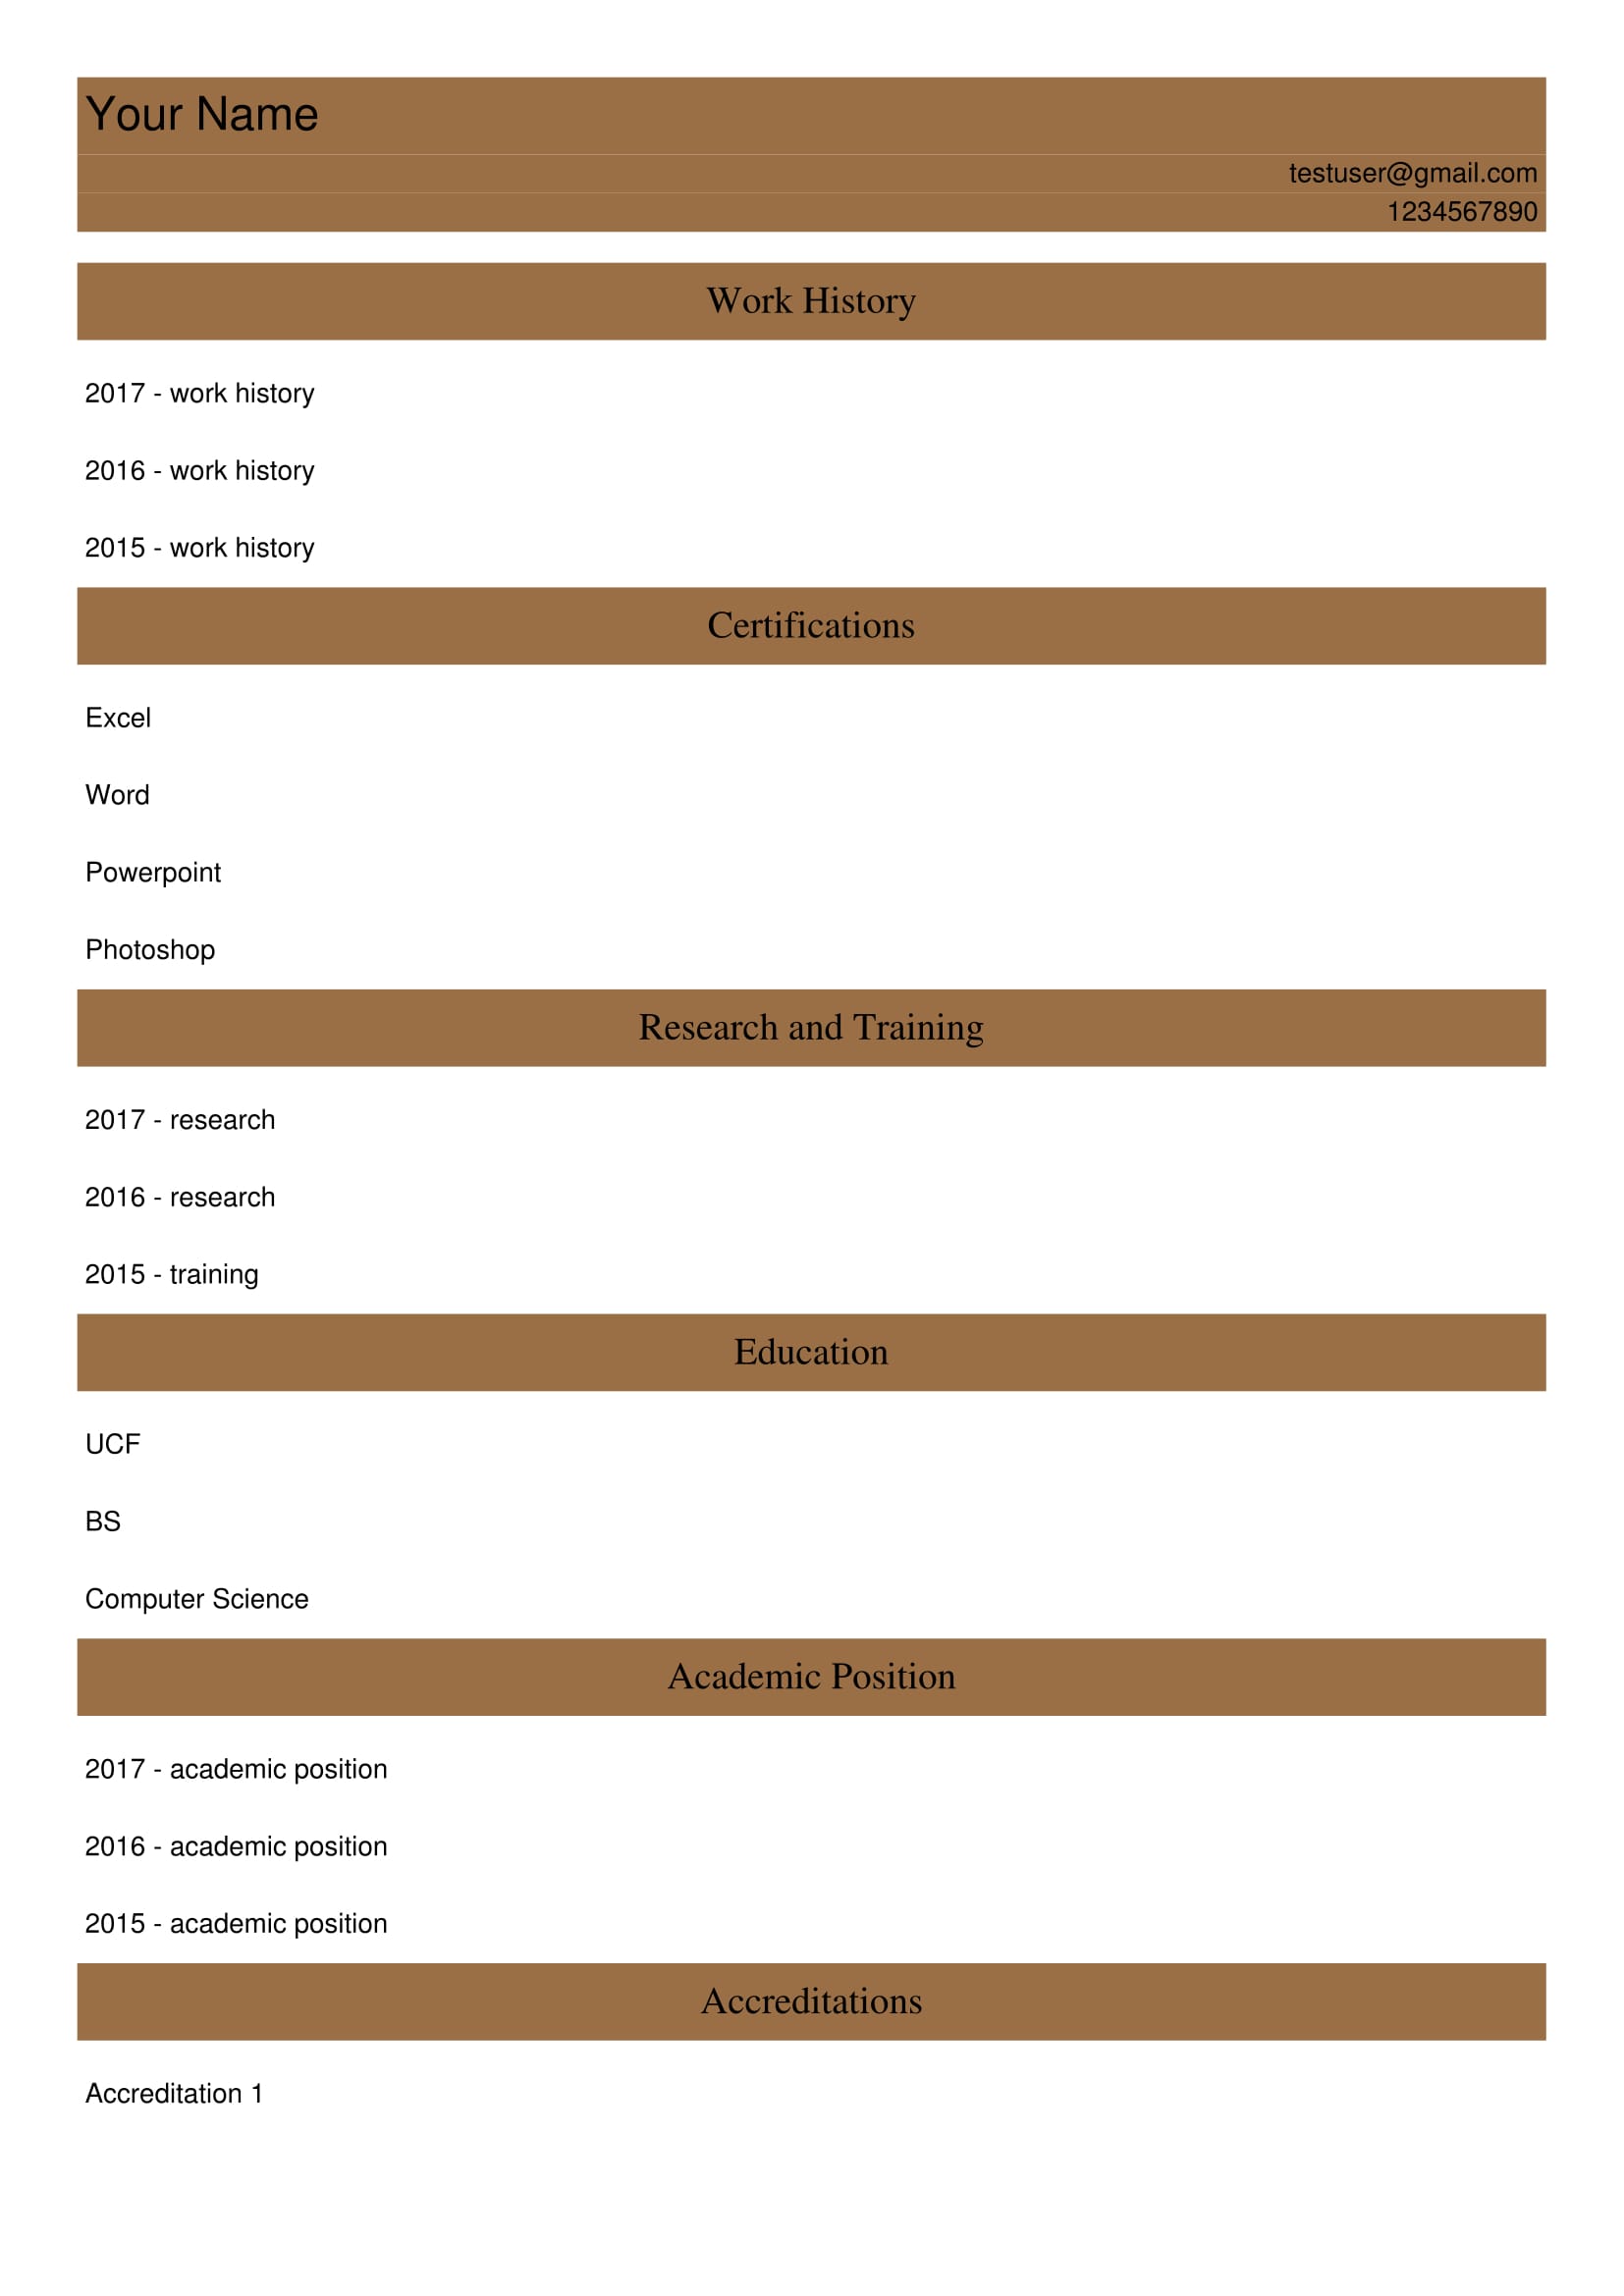 Your Name
testuser@gmail.com
1234567890
Work History
2017 - work history
2016 - work history
2015 - work history
Certifications
Excel
Word
Powerpoint
Photoshop
Research and Training
2017 - research
2016 - research
2015 - training
Education
UCF
BS
Computer Science
Academic Position
2017 - academic position
2016 - academic position
2015 - academic position
Accreditations
Accreditation 1